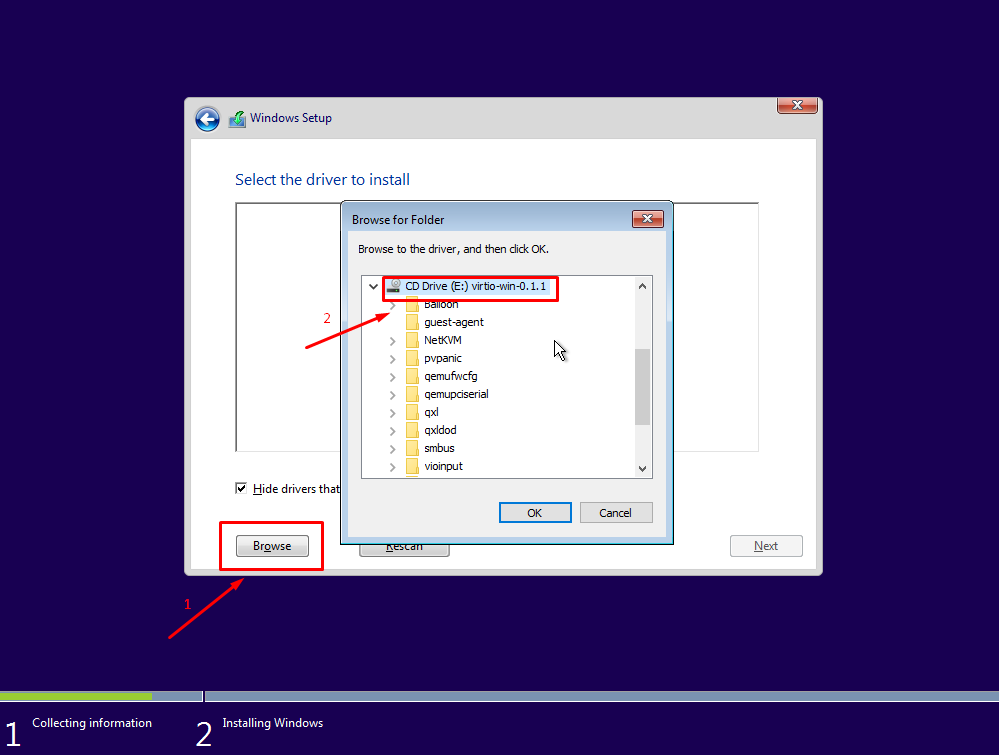 Windows Setup
Select the driver to install
Browse for Folder
Browse to the driver, and then click OK.
CD Drive (E:) virtio-win-0.1.1
Balloon
2
guest-agent
NetKVM
pvpanic
qemufwcfg
qemupciserial
qxl
qxldod
smbus
vioinput
Hide drivers that
OK
Cancel
Browse
Rescan
Next
1
1
Collecting information
2
Installing Windows